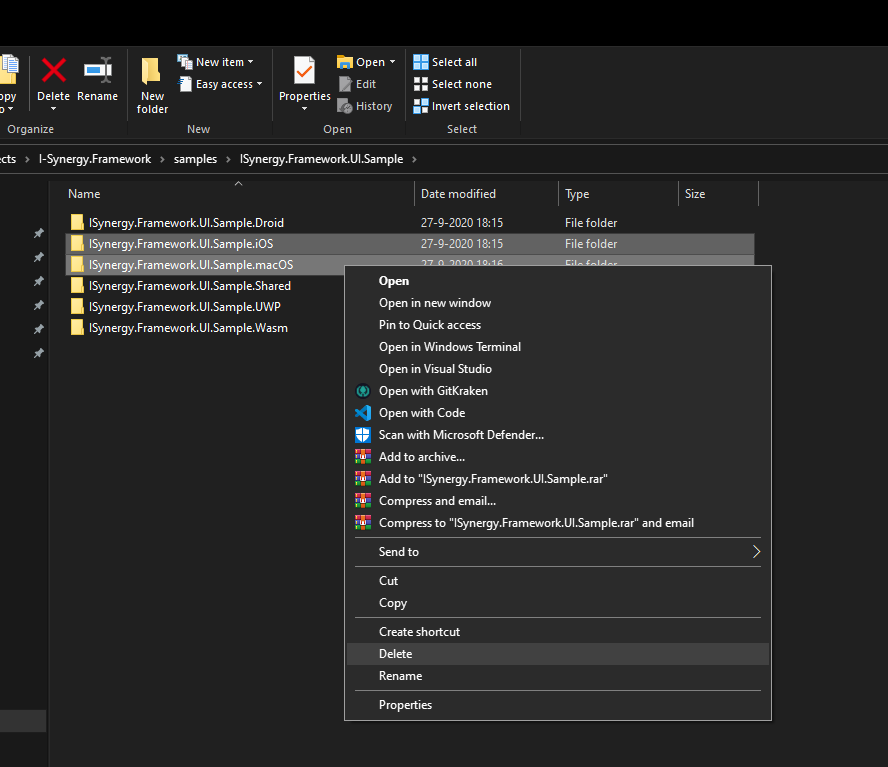 New item
Easy access
Delete
Rename
New
folder
Properties
Open
Edit
History
Select all
Select none
Invert selection
Organize
New
Open
Select
I-Synergy.Framework
samples
ISynergy.Framework.UI.Sample
Name
Date modified
Type
Size
ISynergy.Framework.UI.Sample.Droid 27-9-2020 18:15 File folder
ISynergy.Framework.UI.Sample.iOS 27-9-2020 18:15 File folder
ISynergy.Framework.UI.Sample.macOS 27-9-2020 18:16 File folder
ISynergy.Framework.UI.Sample.Shared
ISynergy.Framework.UI.Sample.UWP
ISynergy.Framework.UI.Sample.Wasm
Open
Open in new window
Pin to Quick access
Open in Windows Terminal
Open in Visual Studio
Open with GitKraken
Open with Code
Scan with Microsoft Defender...
Add to archive...
Add to "ISynergy.Framework.UI.Sample.rar"
Compress and email...
Compress to "ISynergy.Framework.UI.Sample.rar" and email
Send to
Cut
Copy
Create shortcut
Delete
Rename
Properties